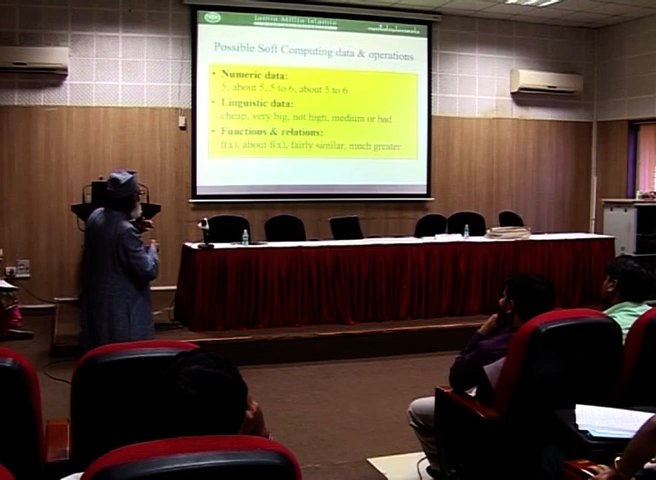 Jamia Millia Islamia
Possible Soft Computing data & operations
• Numeric data:
5, about 5, 5 to 6, about 5 to 6
• Linguistic data:
cheap, very big, not high, medium or bad
• Functions & relations:
f(x), about f(x), fairly similar, much greater